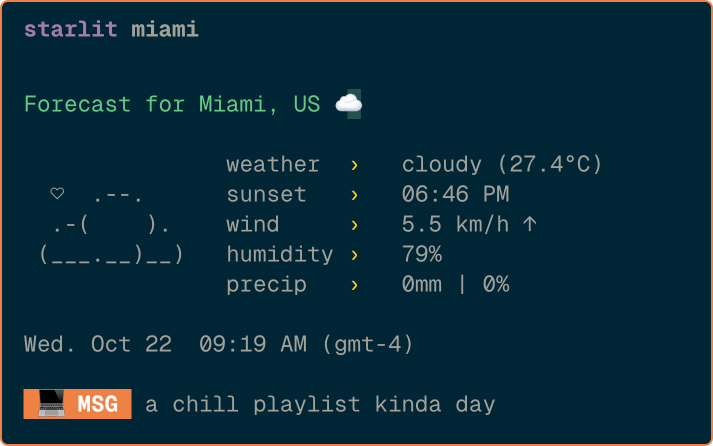 starlit miami
Forecast for Miami, US ☁️
weather › cloudy (27.4°C)
♡ .--. sunset › 06:46 PM
.-( ). wind › 5.5 km/h ↑
(___.__)__) humidity › 79%
precip › 0mm | 0%
Wed. Oct 22 09:19 AM (gmt-4)
💻 MSG a chill playlist kinda day